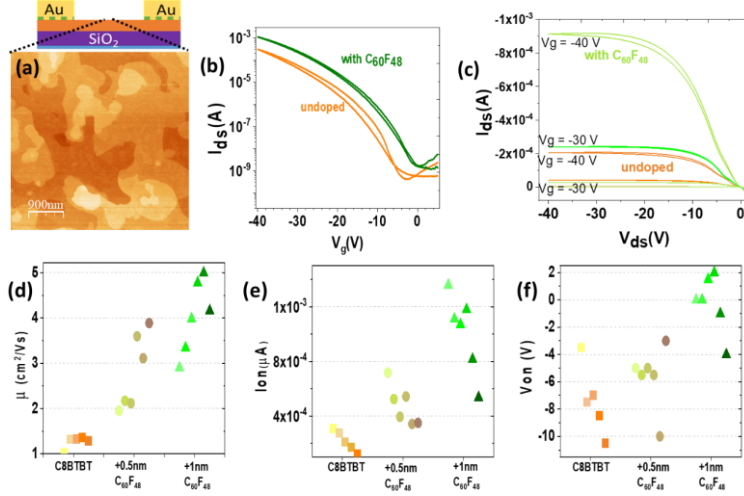 Au
Au
SiO2
(a)
900nm
(b)
with C60F48
undoped
10^-3
10^-5
10^-7
10^-9
Ids(A)
-40
-30
-20
-10
0
Vg(V)
(c)
-1x10^-3
-8x10^-4
-6x10^-4
-4x10^-4
-2x10^-4
0
Ids(A)
Vg = -40 V
with C60F48
Vg = -30 V
Vg = -40 V
undoped
Vg = -30 V
-40
-30
-20
-10
0
Vds(V)
(d)
5
4
3
2
1
μ (cm²/Vs)
C8BTBT
+0.5nm
C60F48
+1nm
C60F48
(e)
1x10^-3
8x10^-4
4x10^-4
Ion(μA)
C8BTBT
+0.5nm
C60F48
+1nm
C60F48
(f)
2
0
-2
-4
-6
-8
-10
Von (V)
C8BTBT
+0.5nm
C60F48
+1nm
C60F48